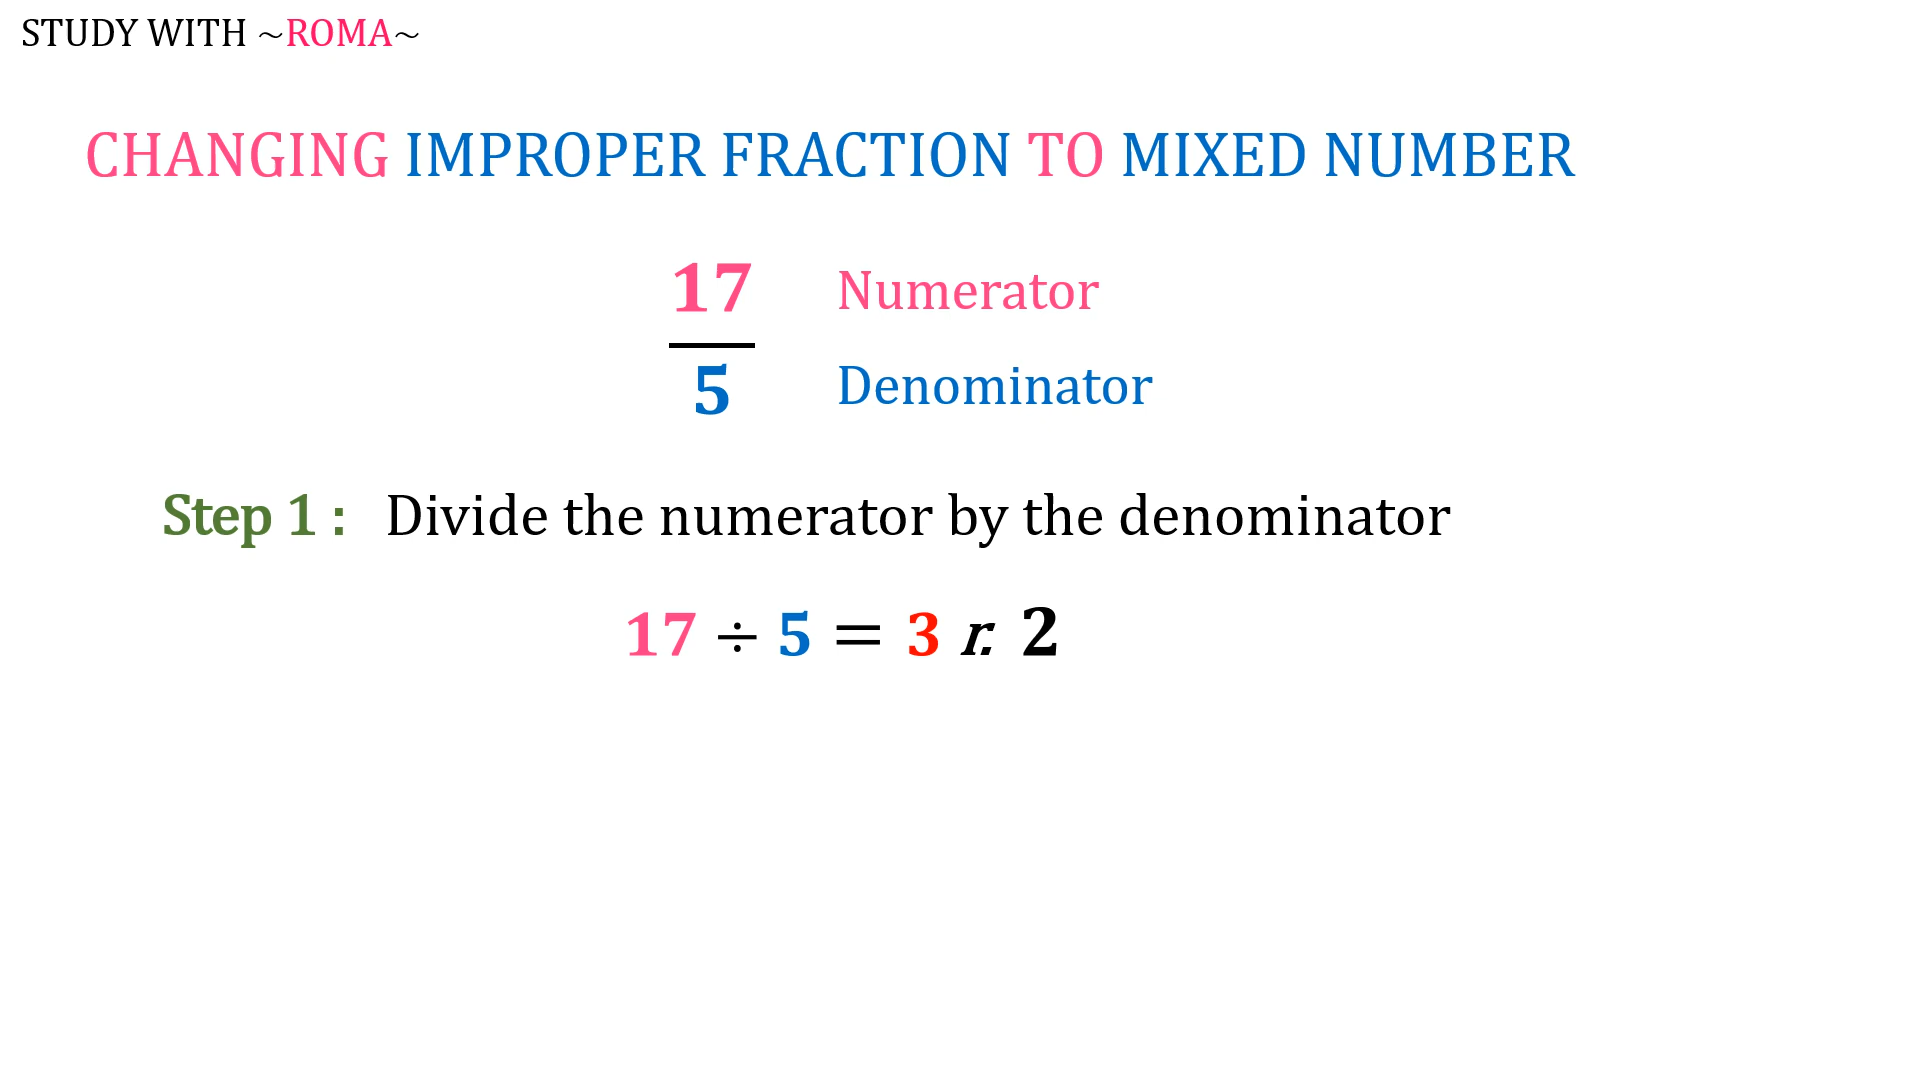 STUDY WITH ~ROMA~
CHANGING IMPROPER FRACTION TO MIXED NUMBER
17 Numerator
5 Denominator
Step 1 : Divide the numerator by the denominator
17 ÷ 5 = 3 r. 2